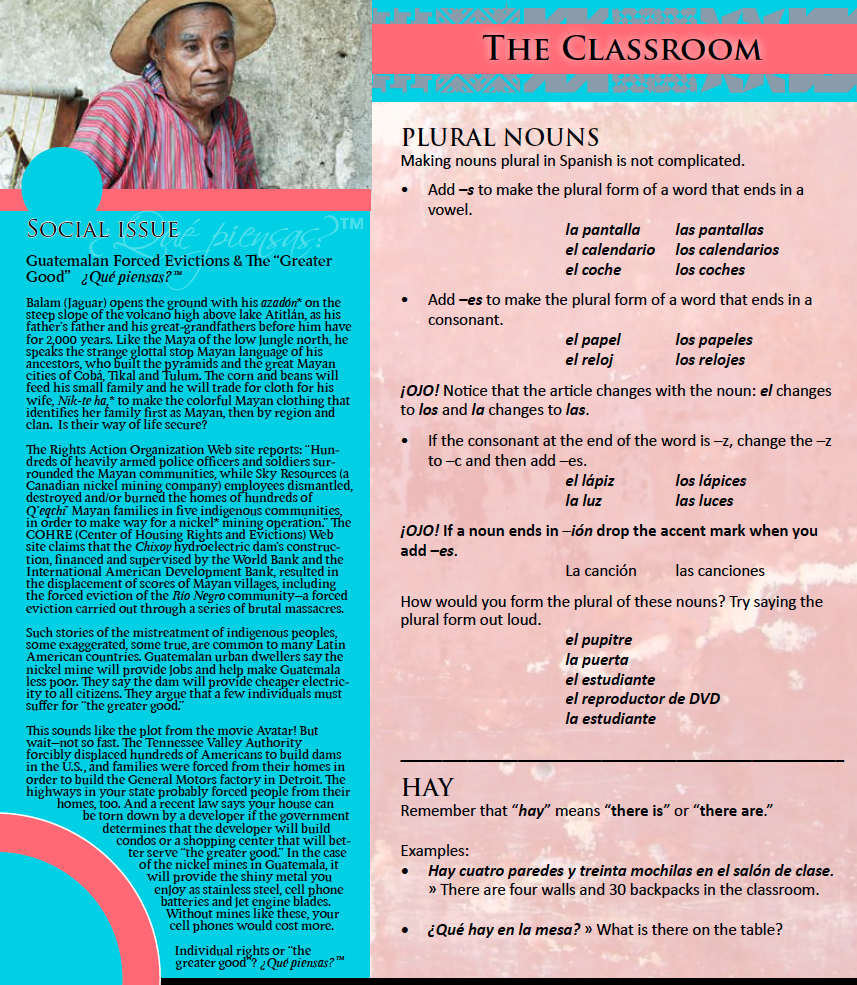 SOCIAL ISSUE
¿Qué piensas?™
Guatemalan Forced Evictions & The “Greater
Good” ¿Qué piensas?™
Balam (Jaguar) opens the ground with his azadón* on the
steep slope of the volcano high above lake Atitlán, as his
father’s father and his great-grandfathers before him have
for 2,000 years. Like the Maya of the low Jungle north, he
speaks the strange glottal stop Mayan language of his
ancestors, who built the pyramids and the great Mayan
cities of Cobá, Tikal and Tulum. The corn and beans will
feed his small family and he will trade for cloth for his
wife, Nik-te ha,* to make the colorful Mayan clothing that
identifies her family first as Mayan, then by region and
clan. Is their way of life secure?
The Rights Action Organization Web site reports: “Hun-
dreds of heavily armed police officers and soldiers sur-
rounded the Mayan communities, while Sky Resources (a
Canadian nickel mining company) employees dismantled,
destroyed and/or burned the homes of hundreds of
Q’eqchi’ Mayan families in five indigenous communities,
in order to make way for a nickel* mining operation.” The
COHRE (Center of Housing Rights and Evictions) Web
site claims that the Chixoy hydroelectric dam’s construc-
tion, financed and supervised by the World Bank and the
International American Development Bank, resulted in
the displacement of scores of Mayan villages, including
the forced eviction of the Río Negro community—a forced
eviction carried out through a series of brutal massacres.
Such stories of the mistreatment of indigenous peoples,
some exaggerated, some true, are common to many Latin
American countries. Guatemalan urban dwellers say the
nickel mine will provide jobs and help make Guatemala
less poor. They say the dam will provide cheaper electric-
ity to all citizens. They argue that a few individuals must
suffer for “the greater good.”
This sounds like the plot from the movie Avatar! But
wait—not so fast. The Tennessee Valley Authority
forcibly displaced hundreds of Americans to build dams
in the U.S., and families were forced from their homes in
order to build the General Motors factory in Detroit. The
highways in your state probably forced people from their
homes, too. And a recent law says your house can
be torn down by a developer if the government
determines that the developer will build
condos or a shopping center that will bet-
ter serve “the greater good.” In the case
of the nickel mines in Guatemala, it
will provide the shiny metal you
enjoy as stainless steel, cell phone
batteries and Jet engine blades.
Without mines like these, your
cell phones would cost more.
Individual rights or “the
greater good”? ¿Qué piensas?™
THE CLASSROOM
PLURAL NOUNS
Making nouns plural in Spanish is not complicated.
• Add –s to make the plural form of a word that ends in a
vowel.
la pantalla las pantallas
el calendario los calendarios
el coche los coches
• Add –es to make the plural form of a word that ends in a
consonant.
el papel los papeles
el reloj los relojes
¡OJO! Notice that the article changes with the noun: el changes
to los and la changes to las.
• If the consonant at the end of the word is –z, change the –z
to –c and then add –es.
el lápiz los lápices
la luz las luces
¡OJO! If a noun ends in –ión drop the accent mark when you
add –es.
La canción las canciones
How would you form the plural of these nouns? Try saying the
plural form out loud.
el pupitre
la puerta
el estudiante
el reproductor de DVD
la estudiante
HAY
Remember that “hay” means “there is” or “there are.”
Examples:
• Hay cuatro paredes y treinta mochilas en el salón de clase.
» There are four walls and 30 backpacks in the classroom.
• ¿Qué hay en la mesa? » What is there on the table?